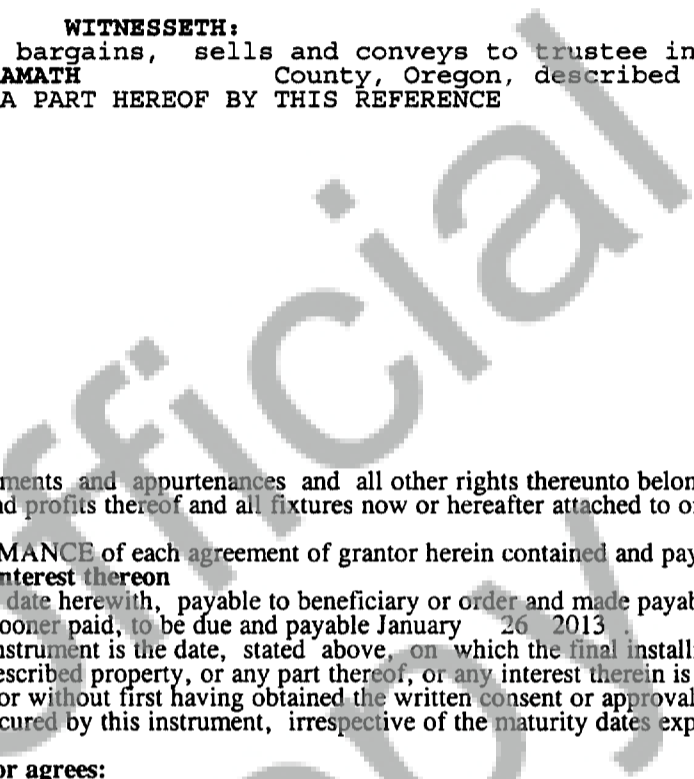 WITNESSETH:
bargains, sells and conveys to trustee in
AMATH County, Oregon, described
A PART HEREOF BY THIS REFERENCE
ments and appurtenances and all other rights thereunto belon
nd profits thereof and all fixtures now or hereafter attached to o
MANCE of each agreement of grantor herein contained and pay
nterest thereon
date herewith, payable to beneficiary or order and made payab
ooner paid, to be due and payable January 26 2013 .
nstrument is the date, stated above, on which the final install
escribed property, or any part thereof, or any interest therein is
or without first having obtained the written consent or approval
cured by this instrument, irrespective of the maturity dates exp
or agrees:
official
opy